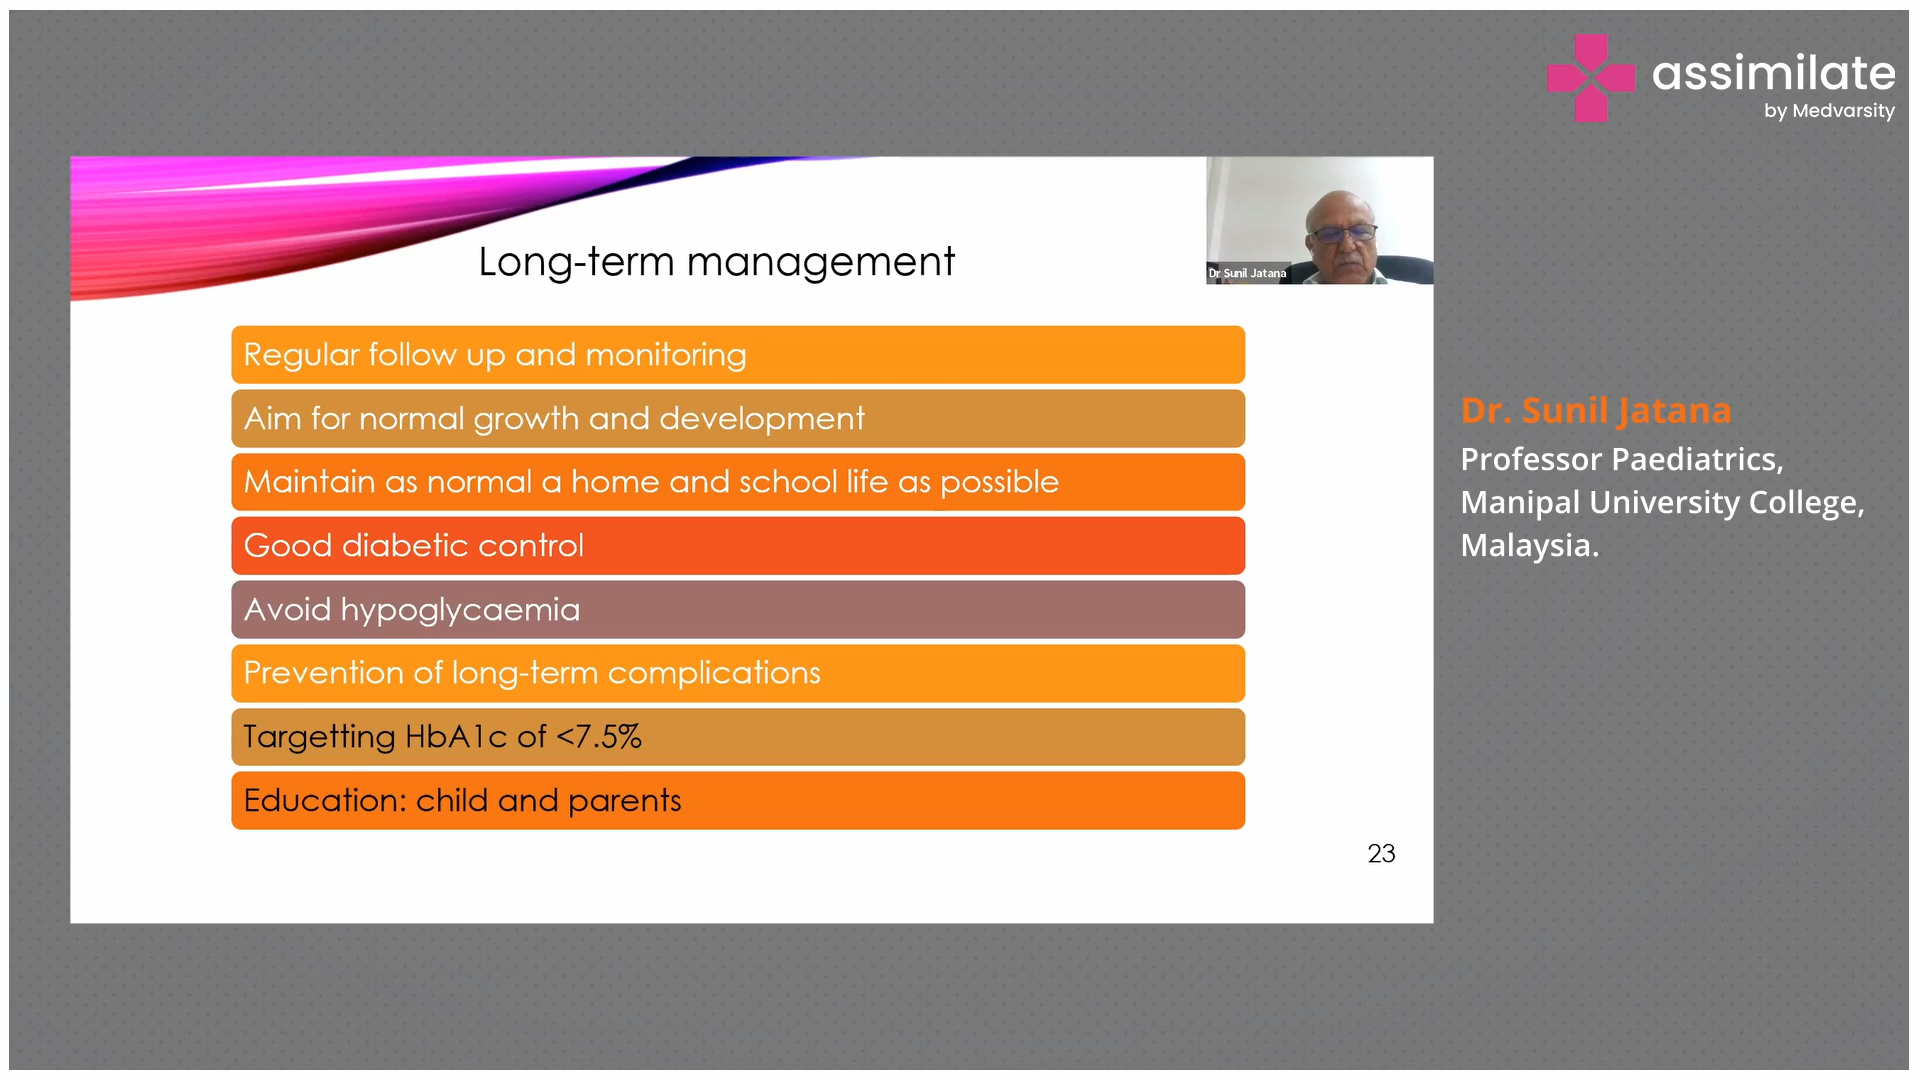 assimilate
by Medvarsity
Long-term management
Dr Sunil Jatana
Regular follow up and monitoring
Aim for normal growth and development
Maintain as normal a home and school life as possible
Good diabetic control
Avoid hypoglycaemia
Prevention of long-term complications
Targetting HbA1c of <7.5%
Education: child and parents
23
Dr. Sunil Jatana
Professor Paediatrics,
Manipal University College,
Malaysia.